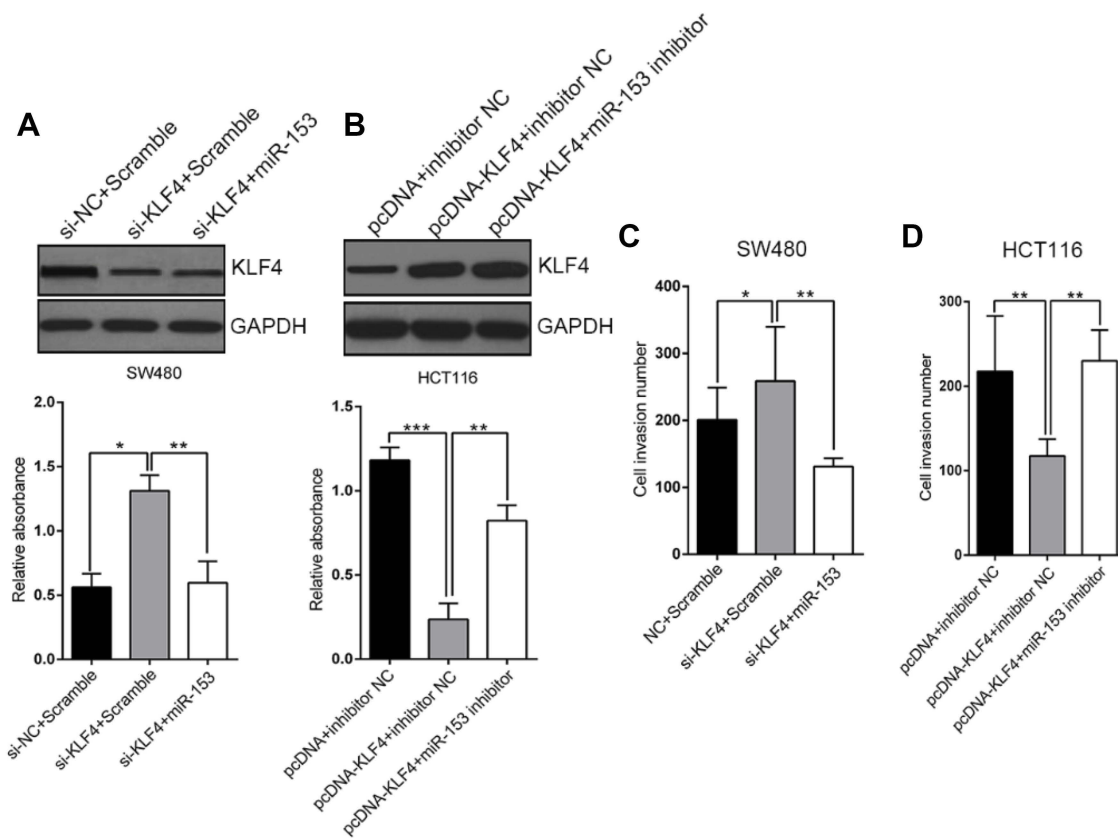 A
si-NC+Scramble
si-KLF4+Scramble
si-KLF4+miR-153
KLF4
GAPDH
SW480
2.0
1.5
1.0
0.5
0.0
Relative absorbance
*
**
si-NC+Scramble
si-KLF4+Scramble
si-KLF4+miR-153
B
pcDNA+inhibitor NC
pcDNA-KLF4+inhibitor NC
pcDNA-KLF4+miR-153 inhibitor
KLF4
GAPDH
HCT116
1.5
1.0
0.5
0.0
Relative absorbance
***
**
pcDNA+inhibitor NC
pcDNA-KLF4+inhibitor NC
pcDNA-KLF4+miR-153 inhibitor
C
SW480
400
300
200
100
0
Cell invasion number
*
**
NC+Scramble
si-KLF4+Scramble
si-KLF4+miR-153
D
HCT116
300
200
100
0
Cell invasion number
**
**
pcDNA+inhibitor NC
pcDNA-KLF4+inhibitor NC
pcDNA-KLF4+miR-153 inhibitor